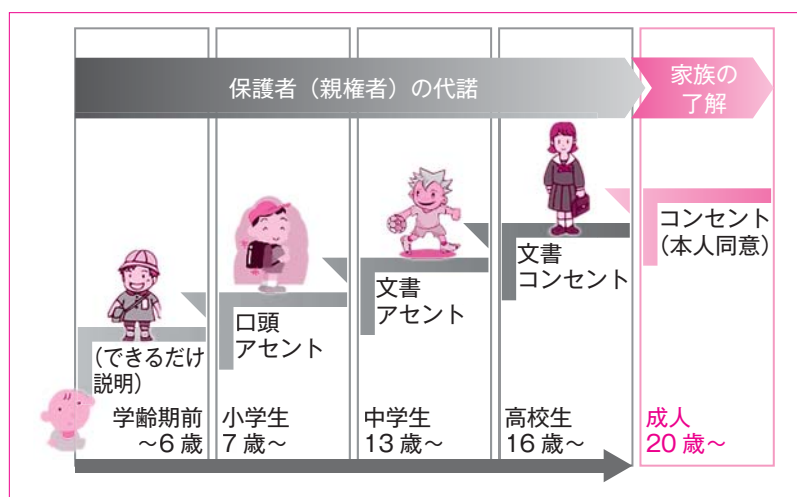 保護者（親権者）の代諾
家族の
了解
(できるだけ
説明)
口頭
アセント
文書
アセント
文書
コンセント
コンセント
(本人同意)
学齢期前
〜6 歳
小学生
7 歳〜
中学生
13 歳〜
高校生
16 歳〜
成人
20 歳〜